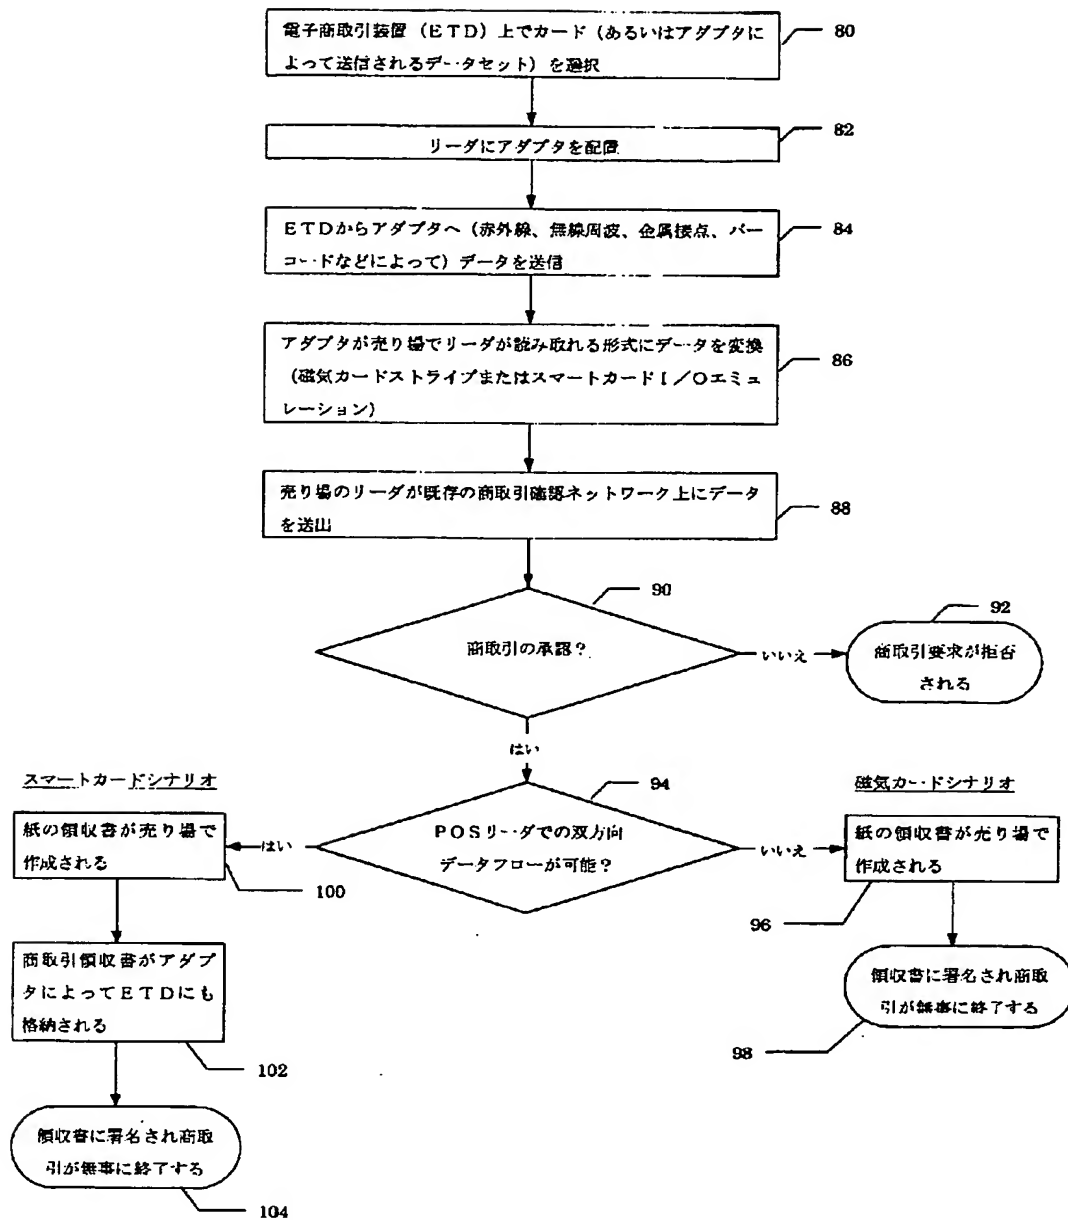 電子商取引装置（ETD）上でカード（あるいはアダプタに
よって送信されるデータセット）を選択
80
リーダにアダプタを配置
82
ETDからアダプタへ（赤外線、無線周波、金属接点、バー
コードなどによって）データを送信
84
アダプタが売り場でリーダが読み取れる形式にデータを変換
（磁気カードストライプまたはスマートカードI／Oエミュ
レーション）
86
売り場のリーダが既存の商取引確認ネットワーク上にデータ
を送出
88
90
商取引の承認？
いいえ
92
商取引要求が拒否
される
はい
94
POSリーダでの双方向
データフローが可能？
スマートカードシナリオ
はい
紙の領収書が売り場で
作成される
100
商取引領収書がアダプ
タによってETDにも
格納される
102
領収書に署名され商取
引が無事に終了する
104
磁気カードシナリオ
いいえ
紙の領収書が売り場で
作成される
96
領収書に署名され商取
引が無事に終了する
98